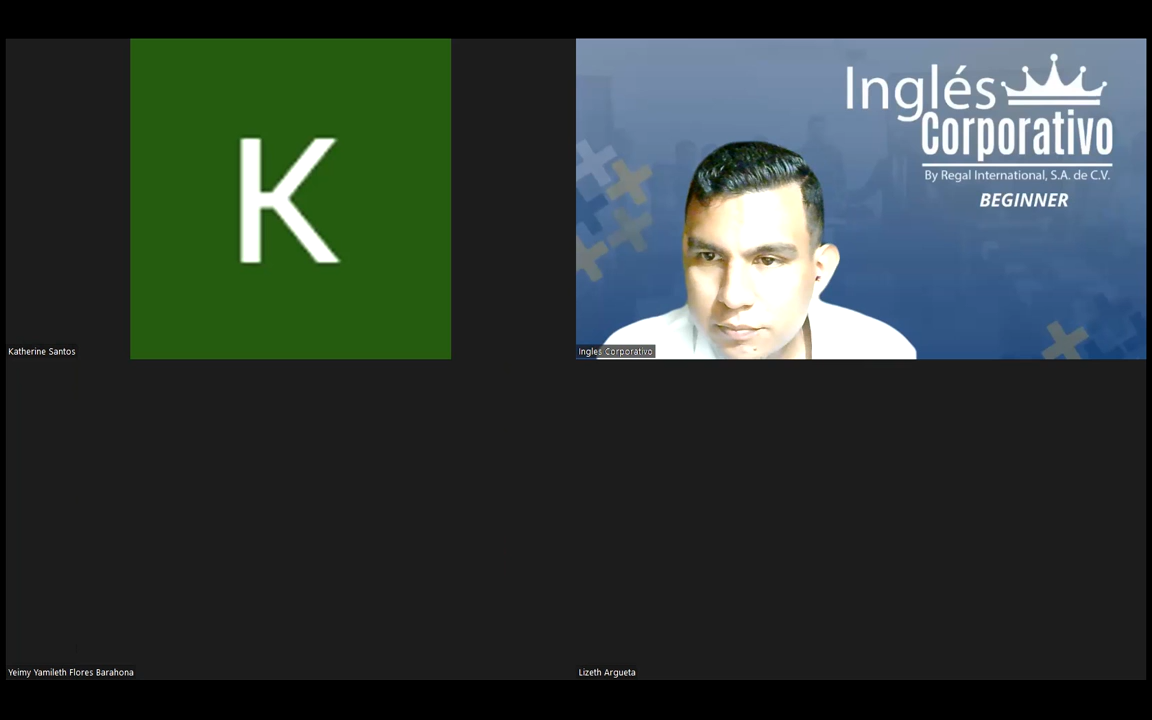 K
Katherine Santos
Inglés
Corporativo
By Regal International, S.A. de C.V.
BEGINNER
Ingles Corporativo
Yeimy Yamileth Flores Barahona
Lizeth Argueta